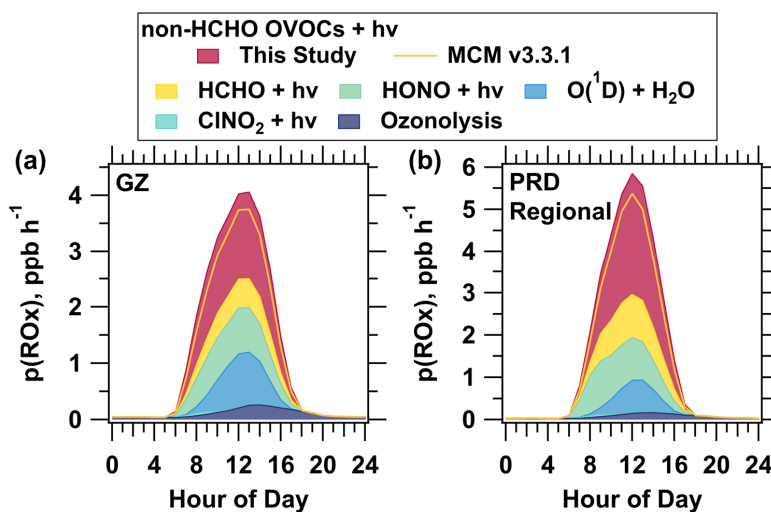 non-HCHO OVOCs + hv
This Study MCM v3.3.1
HCHO + hv HONO + hv O(¹D) + H₂O
ClNO₂ + hv Ozonolysis
(a) (b)
GZ
PRD
Regional
p(ROx), ppb h⁻¹
4
3
2
1
0
0 4 8 12 16 20 24
Hour of Day
p(ROx), ppb h⁻¹
6
5
4
3
2
1
0
0 4 8 12 16 20 24
Hour of Day